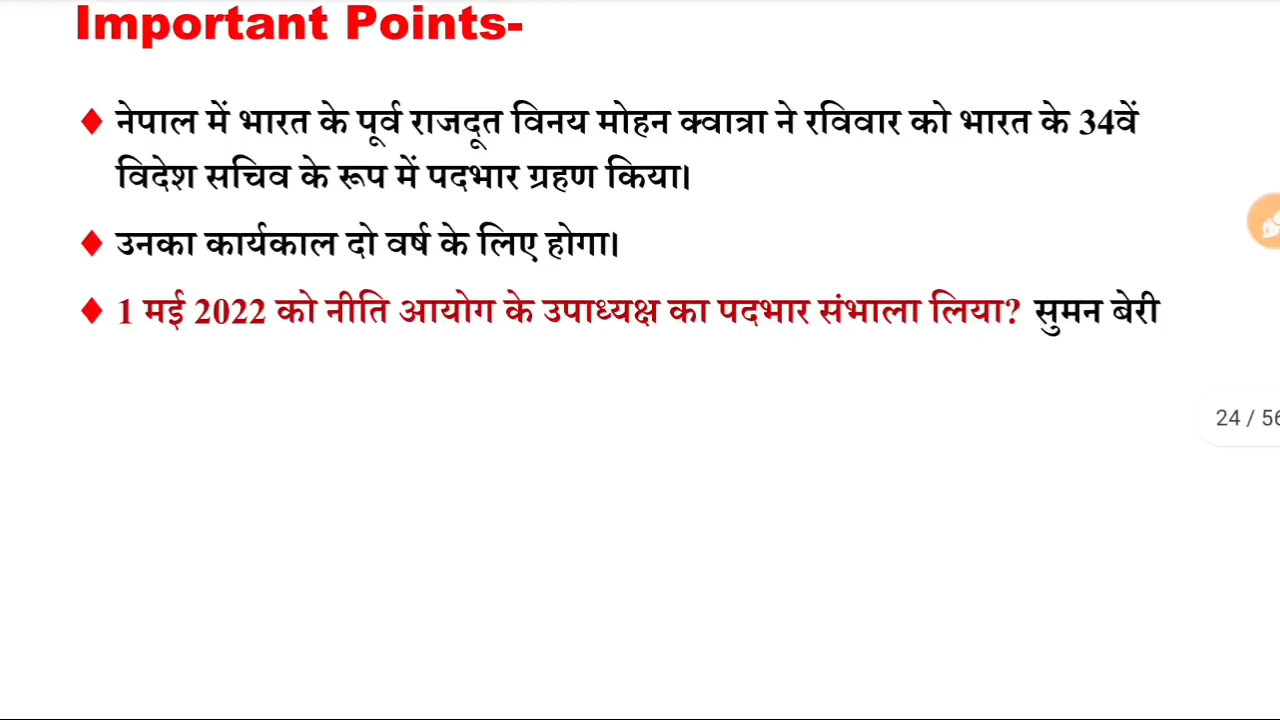 Important Points-
♦ नेपाल में भारत के पूर्व राजदूत विनय मोहन क्वात्रा ने रविवार को भारत के 34वें
विदेश सचिव के रूप में पदभार ग्रहण किया।
♦ उनका कार्यकाल दो वर्ष के लिए होगा।
♦ 1 मई 2022 को नीति आयोग के उपाध्यक्ष का पदभार संभाला लिया? सुमन बेरी
24 / 56